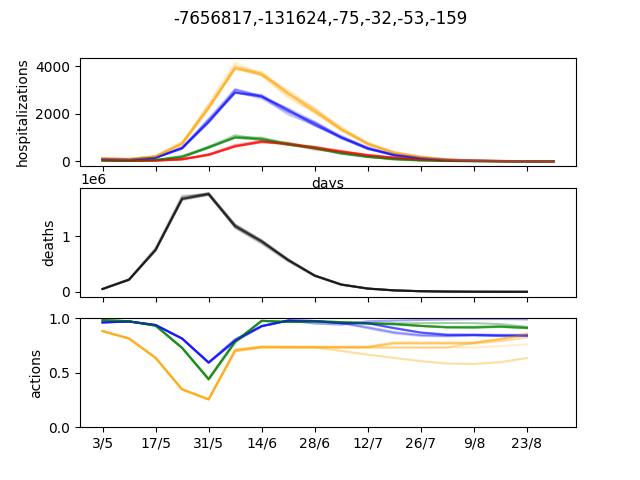 -7656817,-131624,-75,-32,-53,-159
hospitalizations
4000
2000
0
days
1e6
deaths
1
0
actions
1.0
0.5
0.0
3/5 17/5 31/5 14/6 28/6 12/7 26/7 9/8 23/8